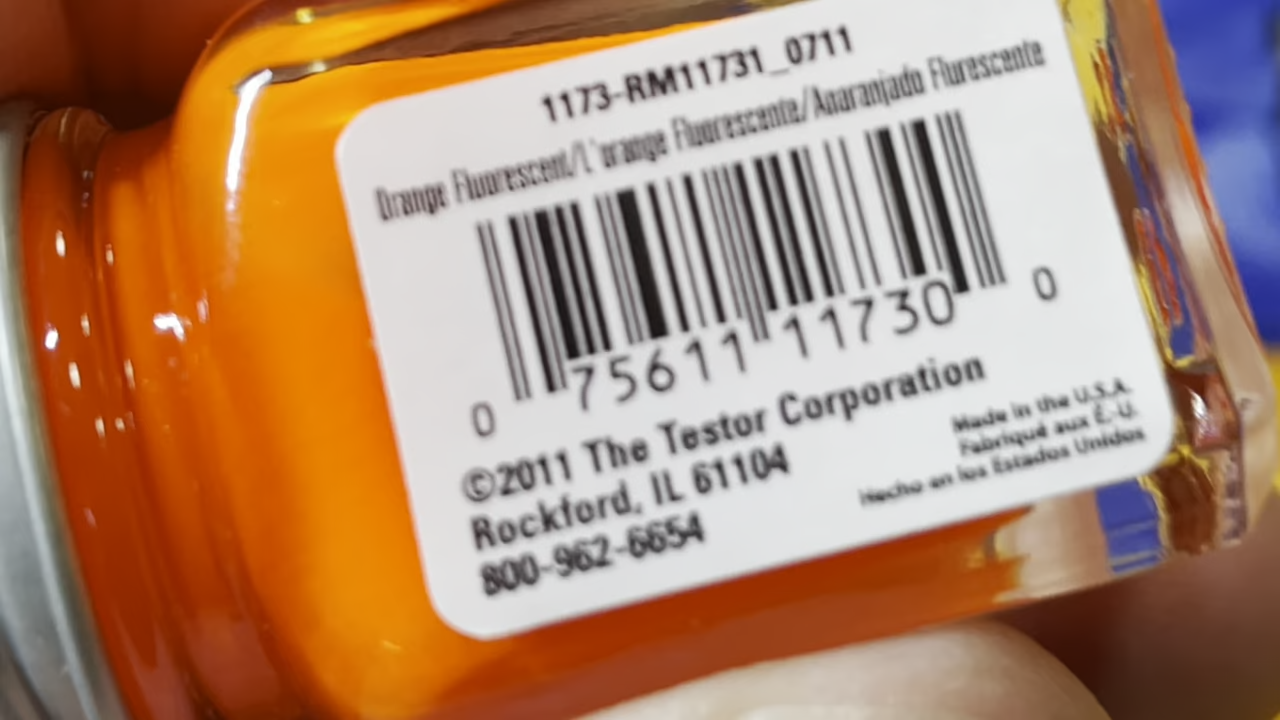 1173-RM11731_0711
Orange Fluorescent/L'orange Fluorescente/Anaranjado Flurescente
0 75611 11730 0
©2011 The Testor Corporation
Rockford, IL 61104
800-962-6654
Made in the U.S.A.
Fabriqué aux É.-U.
Hecho en los Estados Unidos